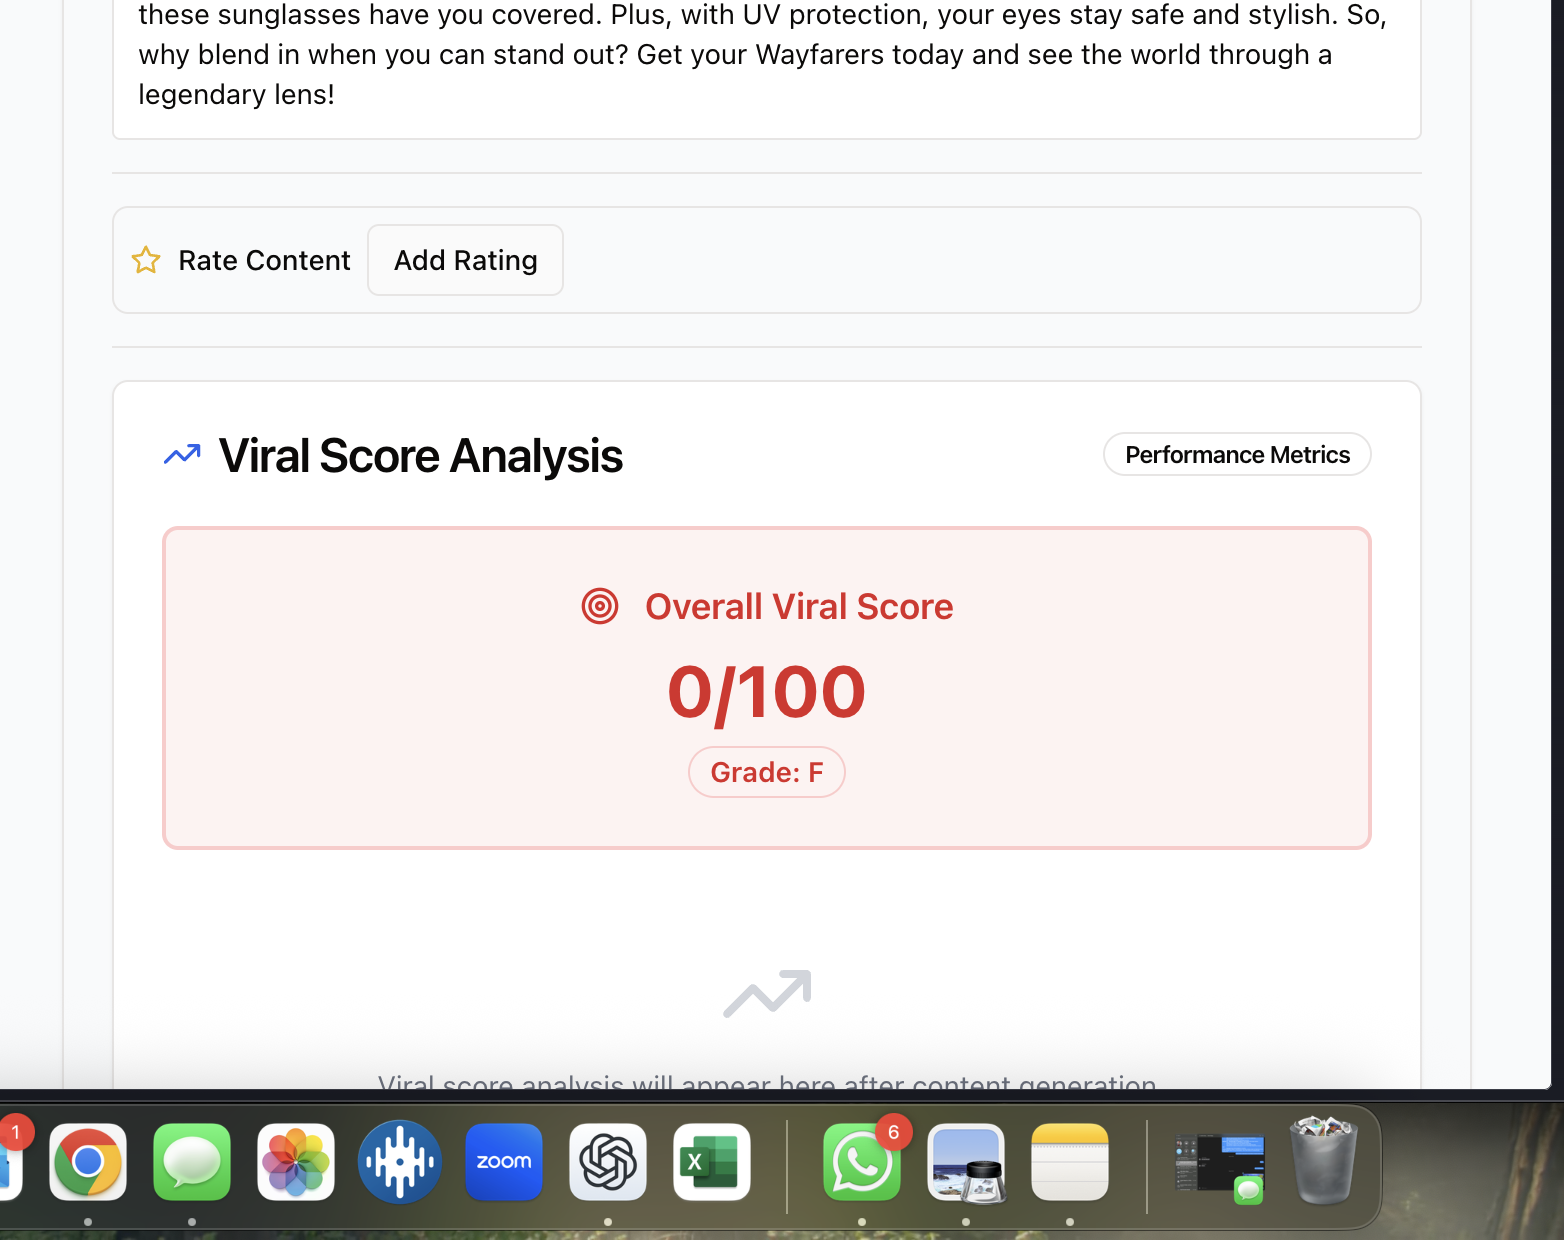 these sunglasses have you covered. Plus, with UV protection, your eyes stay safe and stylish. So,
why blend in when you can stand out? Get your Wayfarers today and see the world through a
legendary lens!
Rate Content
Add Rating
Viral Score Analysis
Performance Metrics
Overall Viral Score
0/100
Grade: F
Viral score analysis will appear here after content generation
1
zoom
X
6